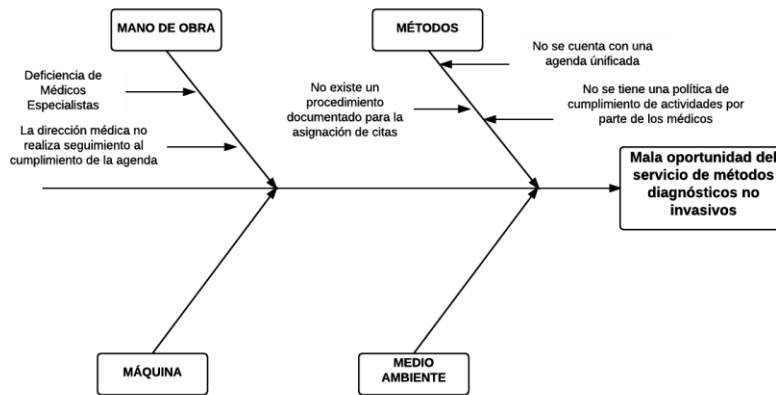 MANO DE OBRA
MÉTODOS
Deficiencia de
Médicos
Especialistas
La dirección médica no
realiza seguimiento al
cumplimiento de la agenda
No existe un
procedimiento
documentado para la
asignación de citas
No se cuenta con una
agenda únificada
No se tiene una política de
cumplimiento de actividades por
parte de los médicos
Mala oportunidad del
servicio de métodos
diagnósticos no
invasivos
MÁQUINA
MEDIO
AMBIENTE